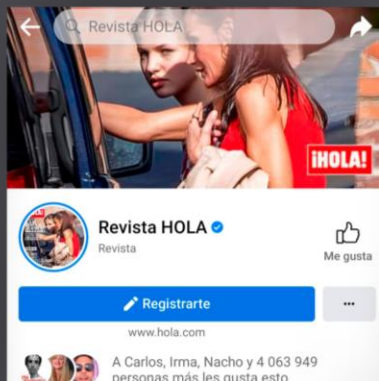 Revista HOLA
¡HOLA!
Revista HOLA
Revista
Me gusta
Registrarte
www.hola.com
A Carlos, Irma, Nacho y 4 063 949
personas más les gusta esto